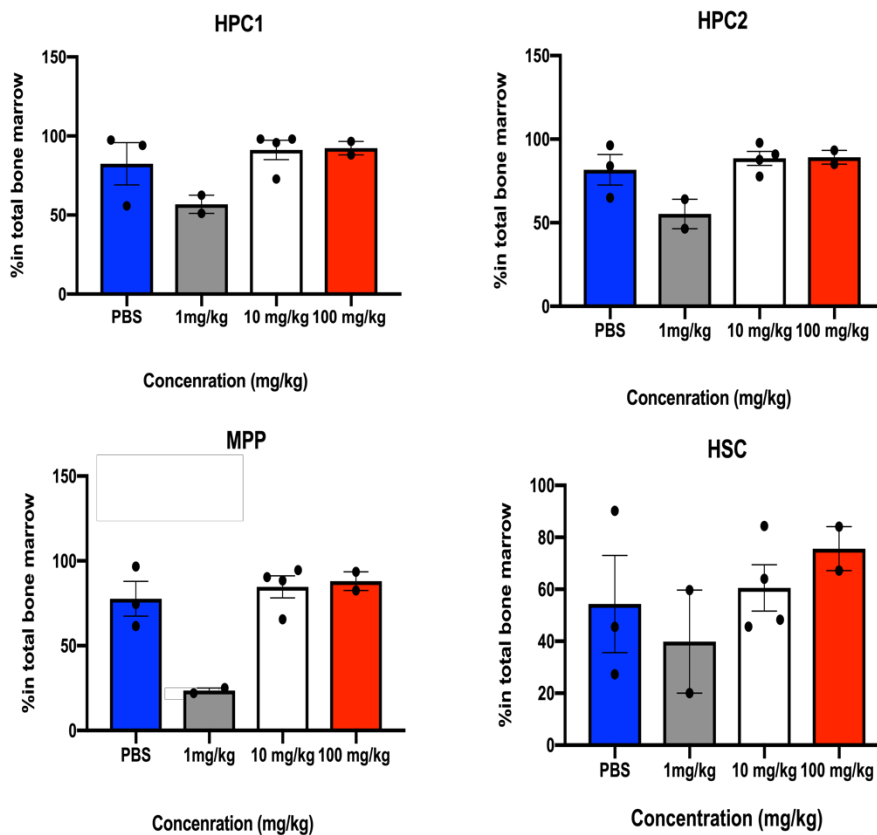 HPC1
%in total bone marrow
150
100
50
0
PBS 1mg/kg 10 mg/kg 100 mg/kg
Concenration (mg/kg)
HPC2
%in total bone marrow
150
100
50
0
PBS 1mg/kg 10 mg/kg 100 mg/kg
Concenration (mg/kg)
MPP
%in total bone marrow
150
100
50
0
PBS 1mg/kg 10 mg/kg 100 mg/kg
Concenration (mg/kg)
HSC
%in total bone marrow
100
80
60
40
20
0
PBS 1mg/kg 10 mg/kg 100 mg/kg
Concentration (mg/kg)